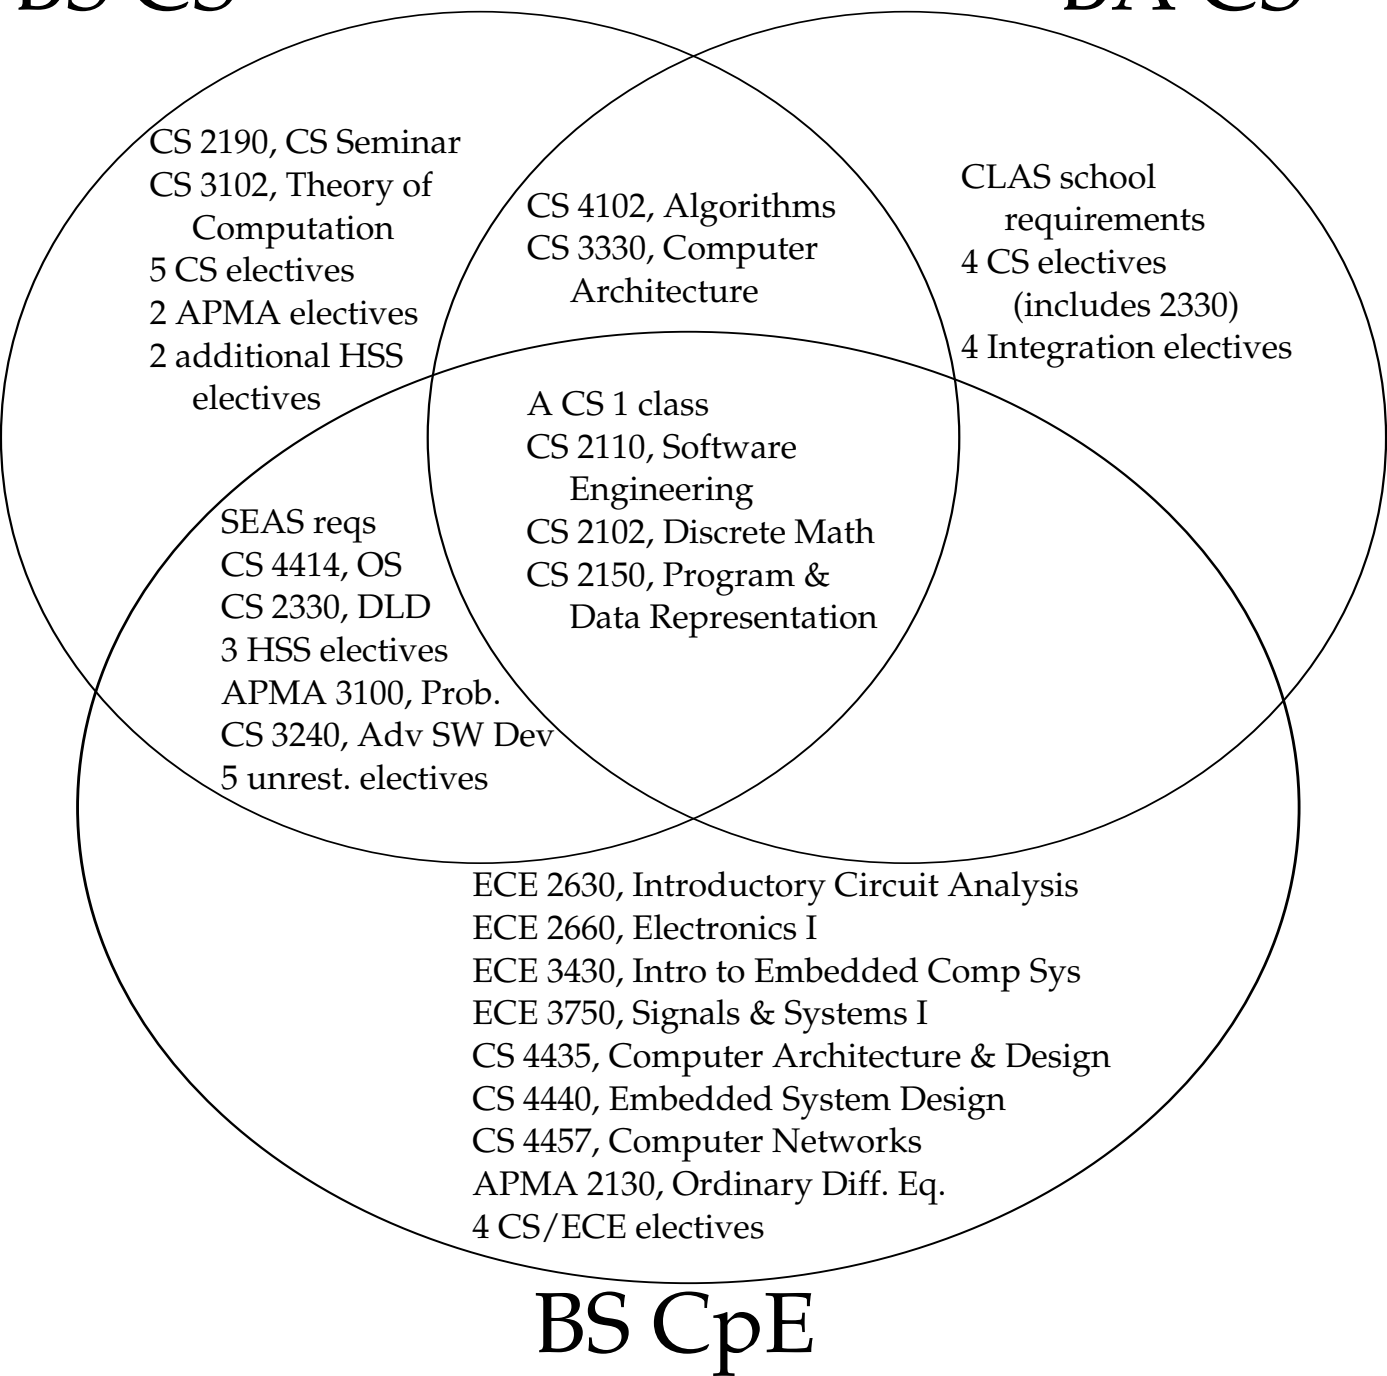 BS CS
BA CS
CS 2190, CS Seminar
CS 3102, Theory of
Computation
5 CS electives
2 APMA electives
2 additional HSS
electives
CS 4102, Algorithms
CS 3330, Computer
Architecture
CLAS school
requirements
4 CS electives
(includes 2330)
4 Integration electives
A CS 1 class
CS 2110, Software
Engineering
CS 2102, Discrete Math
CS 2150, Program &
Data Representation
SEAS reqs
CS 4414, OS
CS 2330, DLD
3 HSS electives
APMA 3100, Prob.
CS 3240, Adv SW Dev
5 unrest. electives
ECE 2630, Introductory Circuit Analysis
ECE 2660, Electronics I
ECE 3430, Intro to Embedded Comp Sys
ECE 3750, Signals & Systems I
CS 4435, Computer Architecture & Design
CS 4440, Embedded System Design
CS 4457, Computer Networks
APMA 2130, Ordinary Diff. Eq.
4 CS/ECE electives
BS CpE